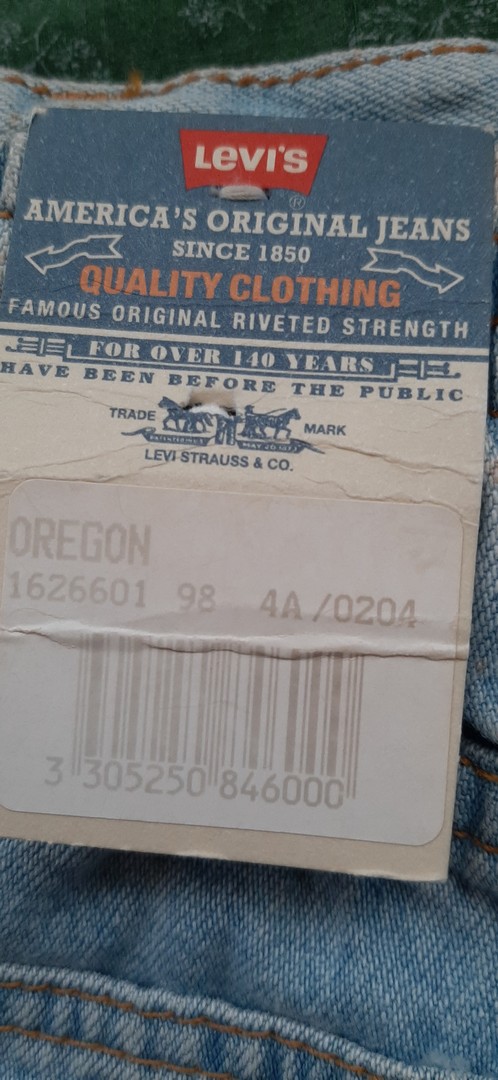 LEVI'S
®
AMERICA'S ORIGINAL JEANS
SINCE 1850
QUALITY CLOTHING
FAMOUS ORIGINAL RIVETED STRENGTH
FOR OVER 140 YEARS
HAVE BEEN BEFORE THE PUBLIC
TRADE MARK
LEVI STRAUSS & CO.
OREGON
1626601 98 4A/0204
3 305250 846000